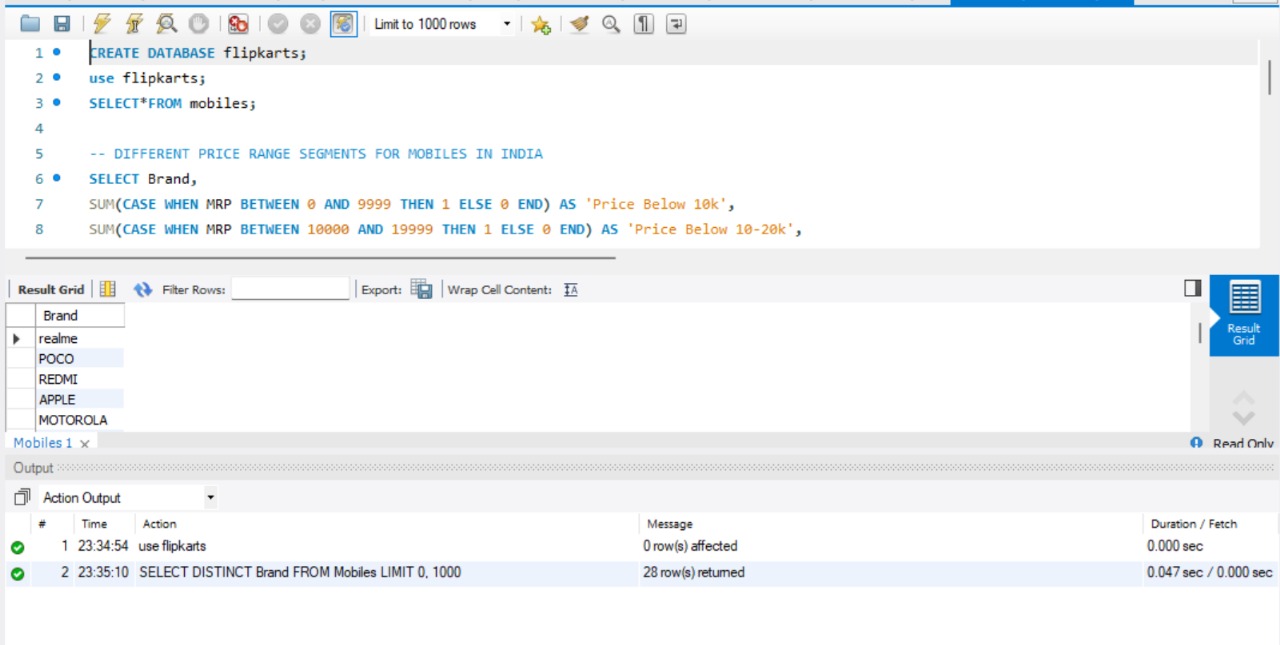 Limit to 1000 rows
1 CREATE DATABASE flipkarts;
2 use flipkarts;
3 SELECT*FROM mobiles;
4
5 -- DIFFERENT PRICE RANGE SEGMENTS FOR MOBILES IN INDIA
6 SELECT Brand,
7 SUM(CASE WHEN MRP BETWEEN 0 AND 9999 THEN 1 ELSE 0 END) AS 'Price Below 10k',
8 SUM(CASE WHEN MRP BETWEEN 10000 AND 19999 THEN 1 ELSE 0 END) AS 'Price Below 10-20k',
Result Grid Filter Rows: Export: Wrap Cell Content: IA
Brand
realme
POCO
REDMI
APPLE
MOTOROLA
Result
Grid
Mobiles 1 x Read Only
Output
Action Output
# Time Action Message Duration / Fetch
1 23:34:54 use flipkarts 0 row(s) affected 0.000 sec
2 23:35:10 SELECT DISTINCT Brand FROM Mobiles LIMIT 0, 1000 28 row(s) returned 0.047 sec / 0.000 sec